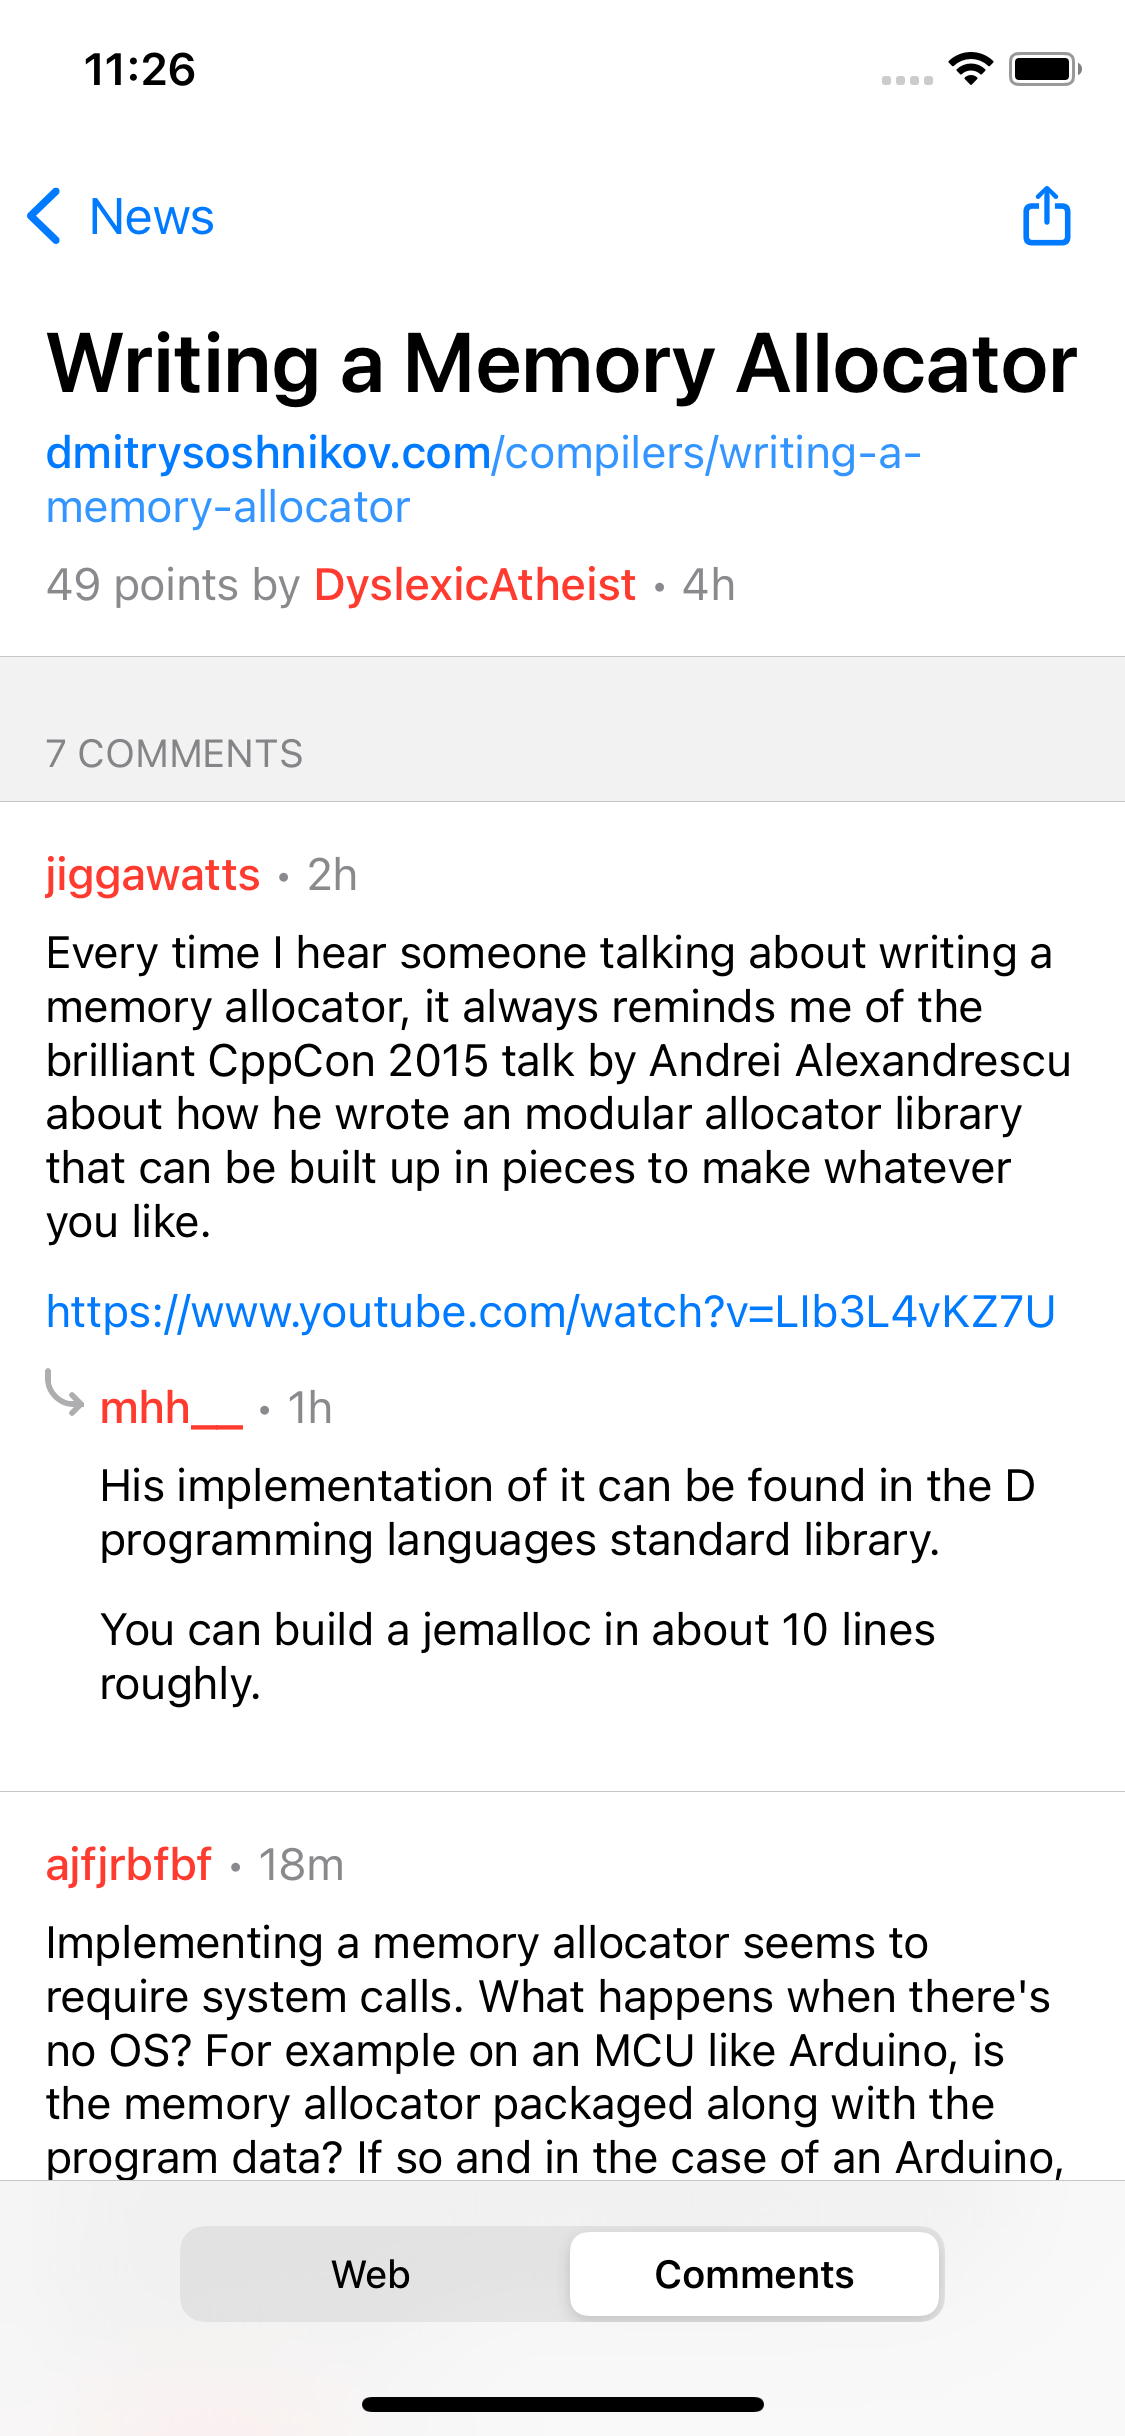 11:26
News
Writing a Memory Allocator
dmitrysoshnikov.com/compilers/writing-a-
memory-allocator
49 points by DyslexicAtheist • 4h
7 COMMENTS
jiggawatts • 2h
Every time I hear someone talking about writing a
memory allocator, it always reminds me of the
brilliant CppCon 2015 talk by Andrei Alexandrescu
about how he wrote an modular allocator library
that can be built up in pieces to make whatever
you like.
https://www.youtube.com/watch?v=LIb3L4vKZ7U
mhh__ • 1h
His implementation of it can be found in the D
programming languages standard library.
You can build a jemalloc in about 10 lines
roughly.
ajfjrbfbf • 18m
Implementing a memory allocator seems to
require system calls. What happens when there's
no OS? For example on an MCU like Arduino, is
the memory allocator packaged along with the
program data? If so and in the case of an Arduino,
Web
Comments